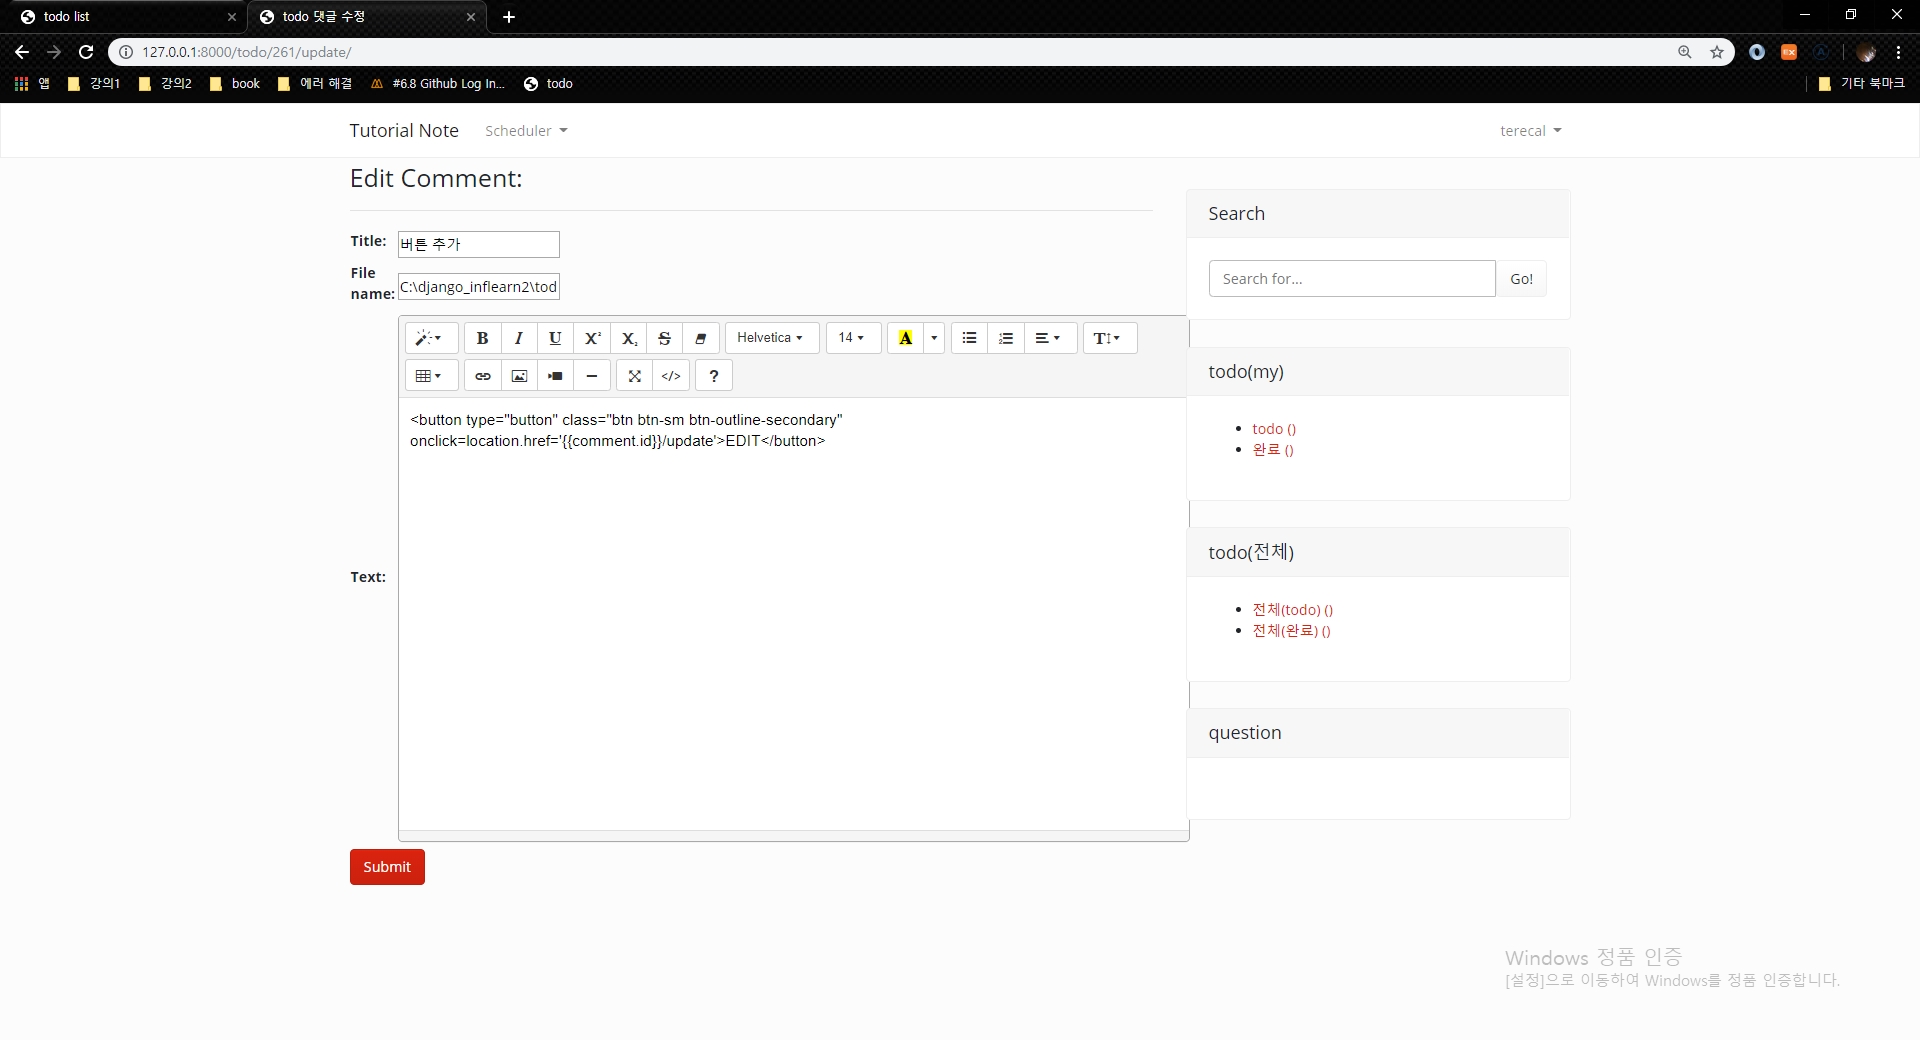 todo list
todo 댓글 수정
127.0.0.1:8000/todo/261/update/
앱
강의1
강의2
book
에러 해결
#6.8 Github Log In...
todo
기타 북마크
Tutorial Note
Scheduler
terecal
Edit Comment:
Title:
버튼 추가
File
name:
C:\django_inflearn2\tod
B I U X² X₂ S Helvetica 14 A T
</> ?
Text:
<button type="button" class="btn btn-sm btn-outline-secondary"
onclick=location.href='{{comment.id}}/update'>EDIT</button>
Submit
Search
Search for...
Go!
todo(my)
todo ()
완료 ()
todo(전체)
전체(todo) ()
전체(완료) ()
question
Windows 정품 인증
[설정]으로 이동하여 Windows를 정품 인증합니다.